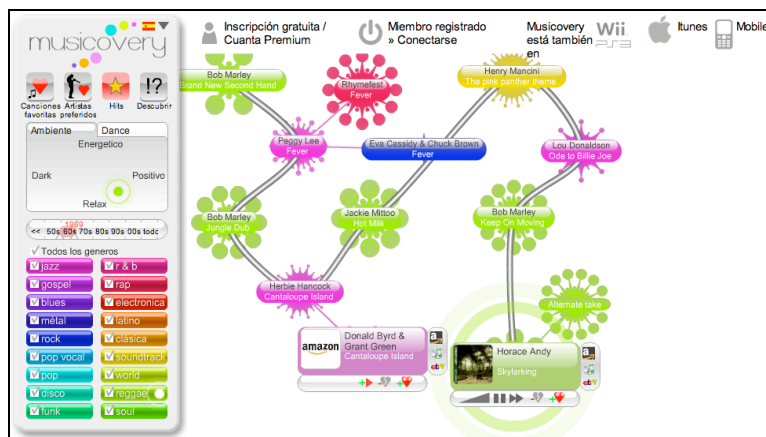 musicovery
Inscripción gratuita /
Cuanta Premium
Miembro registrado
» Conectarse
Musicovery
está también
en
Wii
PS3
Itunes
Mobile
Canciones
favoritas
Artistas
preferidos
Hits
!?
Descubrir
Ambiente
Dance
Energetico
Dark
Positivo
Relax
1969
<< 50s 60s 70s 80s 90s 00s todo
Todos los generos
jazz
r & b
gospel
rap
blues
electronica
métal
latino
rock
clásica
pop vocal
soundtrack
pop
world
disco
reggae
funk
soul
Bob Marley
Brand New Second Hand
Rhymefest
Fever
Henry Mancini
The pink panther theme
Peggy Lee
Fever
Eva Cassidy & Chuck Brown
Fever
Lou Donaldson
Ode to Billie Joe
Bob Marley
Jungle Dub
Jackie Mittoo
Hot Milk
Bob Marley
Keep On Moving
Herbie Hancock
Cantaloupe Island
Alternate take
amazon
Donald Byrd &
Grant Green
Cantaloupe Island
a
ebY
Horace Andy
Skylarking
a
ebY